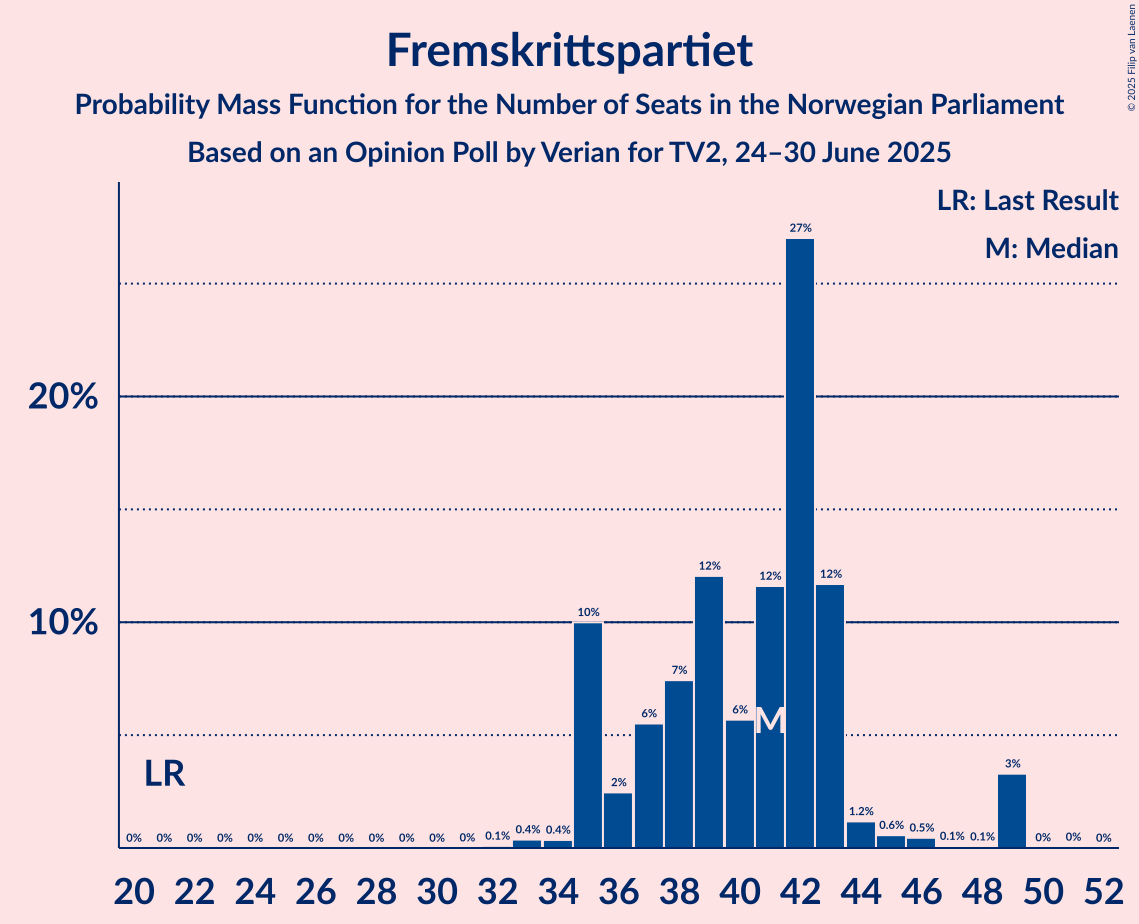 Fremskrittspartiet
Probability Mass Function for the Number of Seats in the Norwegian Parliament
Based on an Opinion Poll by Verian for TV2, 24–30 June 2025
© 2025 Filip van Laenen
LR: Last Result
M: Median
20%
10%
LR
M
0% 0% 0% 0% 0% 0% 0% 0% 0% 0% 0% 0% 0.1% 0.4% 0.4% 10% 2% 6% 7% 12% 6% 12% 27% 12% 1.2% 0.6% 0.5% 0.1% 0.1% 3% 0% 0% 0%
20 22 24 26 28 30 32 34 36 38 40 42 44 46 48 50 52